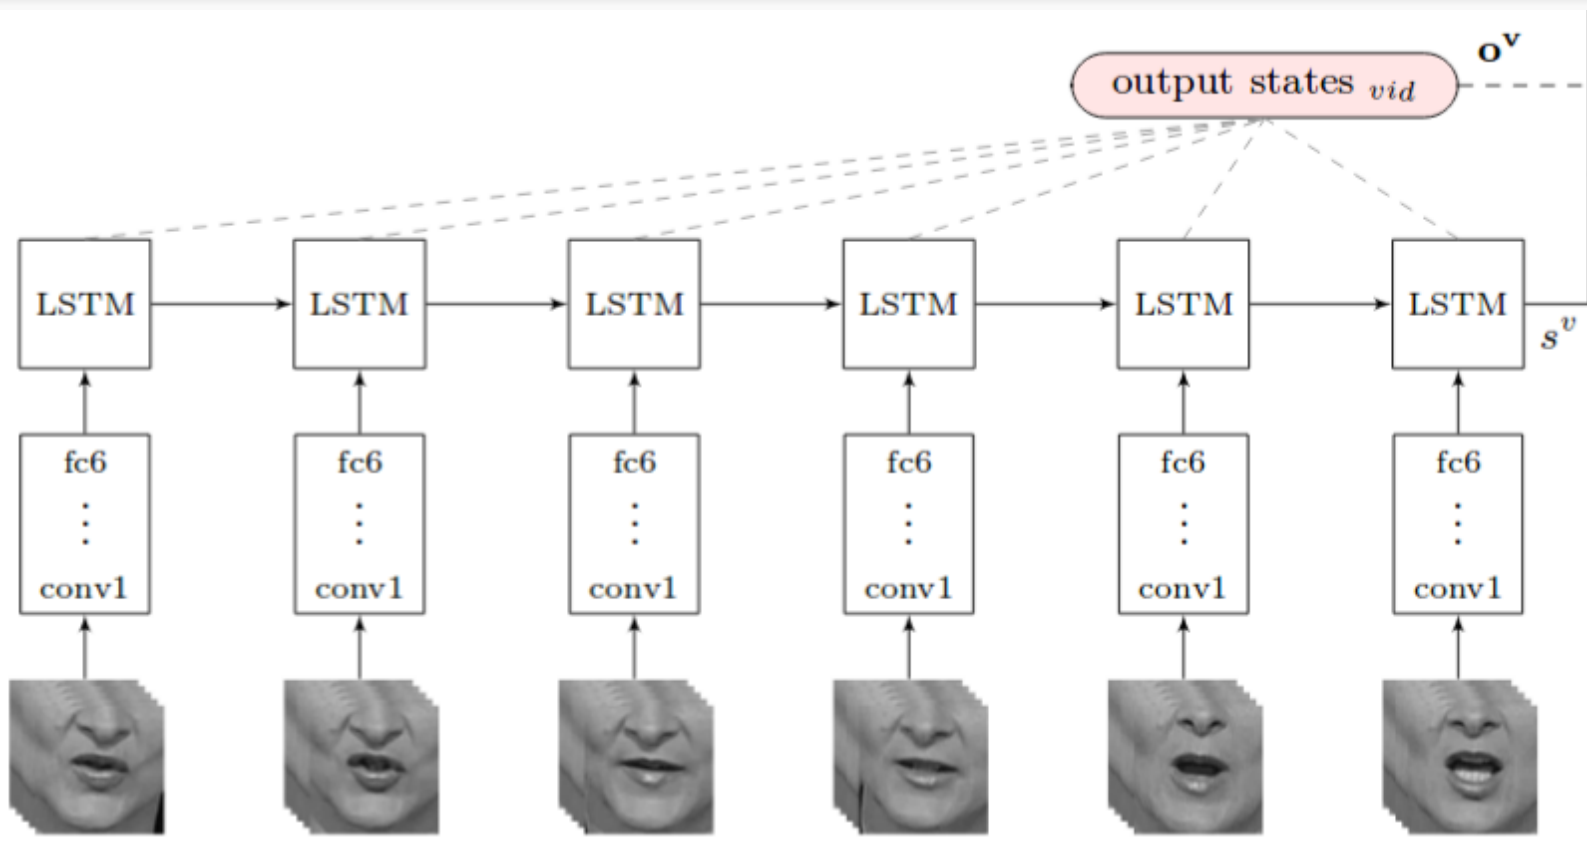 o^v
output states vid
LSTM LSTM LSTM LSTM LSTM LSTM
s^v
fc6 fc6 fc6 fc6 fc6 fc6
⋮ ⋮ ⋮ ⋮ ⋮ ⋮
conv1 conv1 conv1 conv1 conv1 conv1